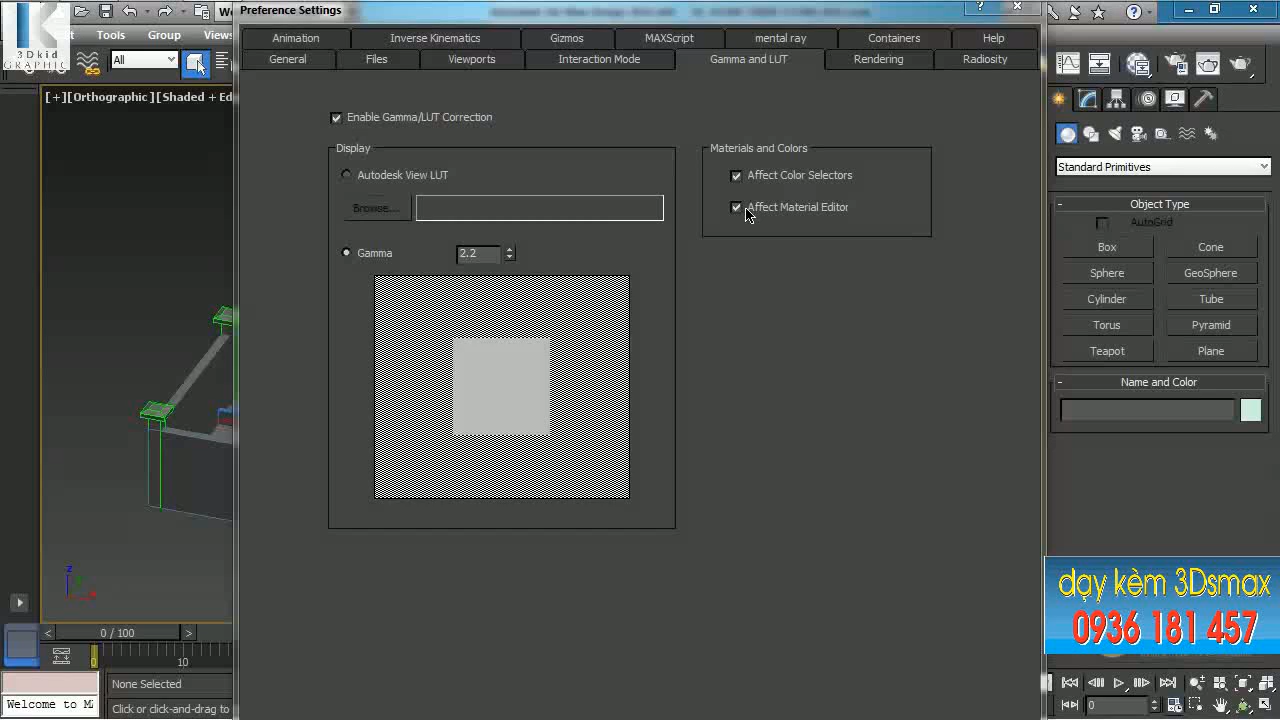 Preference Settings
Animation
Inverse Kinematics
Gizmos
MAXScript
mental ray
Containers
Help
General
Files
Viewports
Interaction Mode
Gamma and LUT
Rendering
Radiosity
Enable Gamma/LUT Correction
Display
Autodesk View LUT
Browse...
Gamma
2.2
Materials and Colors
Affect Color Selectors
Affect Material Editor
3Dkid
GRAPHIC
Tools
Group
Views
All
[+][Orthographic][Shaded + Ed
z
Standard Primitives
Object Type
AutoGrid
Box
Cone
Sphere
GeoSphere
Cylinder
Tube
Torus
Pyramid
Teapot
Plane
Name and Color
dạy kèm 3Dsmax
0936 181 457
0 / 100
0
10
None Selected
Welcome to M
Click or click-and-drag to
0